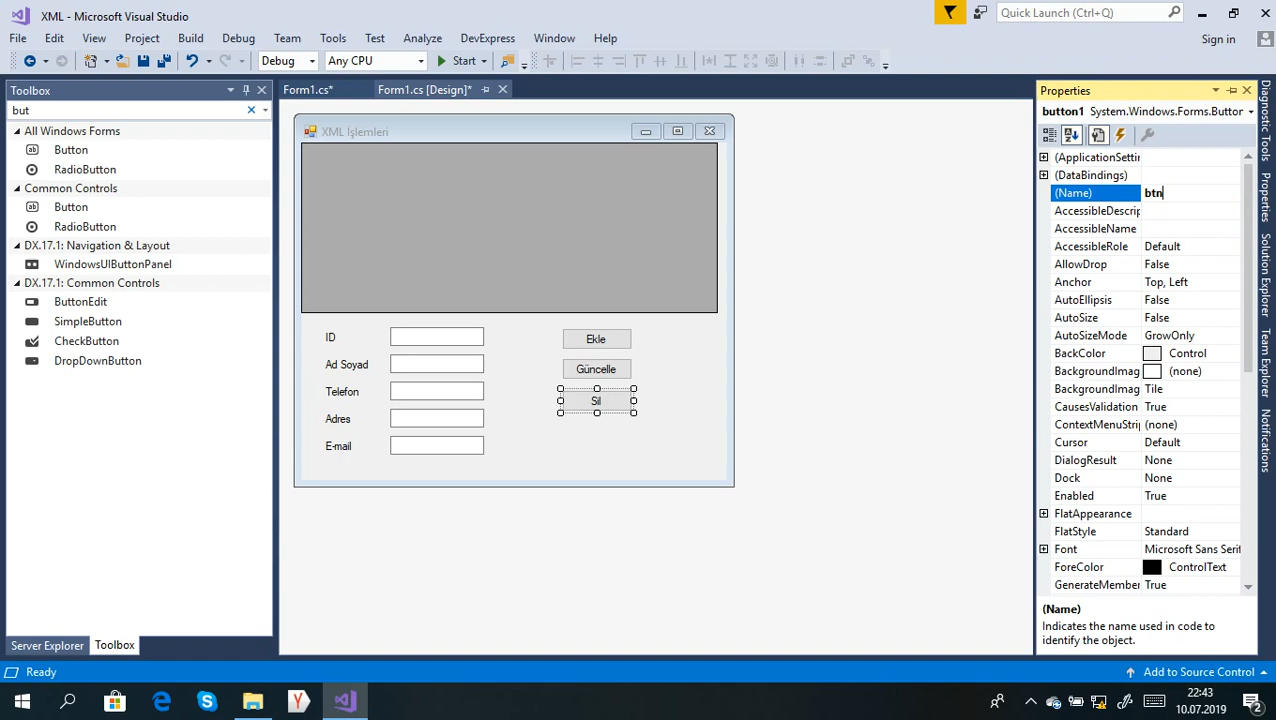 XML - Microsoft Visual Studio
Quick Launch (Ctrl+Q)
File Edit View Project Build Debug Team Tools Test Analyze DevExpress Window Help
Sign in
Debug Any CPU Start
Toolbox
Form1.cs*
Form1.cs [Design]*
Properties
but
button1 System.Windows.Forms.Button
All Windows Forms
Button
RadioButton
Common Controls
Button
RadioButton
DX.17.1: Navigation & Layout
WindowsUIButtonPanel
DX.17.1: Common Controls
ButtonEdit
SimpleButton
CheckButton
DropDownButton
Server Explorer
Toolbox
XML İşlemleri
ID
Ad Soyad
Telefon
Adres
E-mail
Ekle
Güncelle
Sil
(ApplicationSettin
(DataBindings)
(Name) btn
AccessibleDescrip
AccessibleName
AccessibleRole Default
AllowDrop False
Anchor Top, Left
AutoEllipsis False
AutoSize False
AutoSizeMode GrowOnly
BackColor Control
BackgroundImag (none)
BackgroundImag Tile
CausesValidation True
ContextMenuStrip (none)
Cursor Default
DialogResult None
Dock None
Enabled True
FlatAppearance
FlatStyle Standard
Font Microsoft Sans Serif
ForeColor ControlText
GenerateMember True
(Name)
Indicates the name used in code to
identify the object.
Diagnostic Tools
Properties
Solution Explorer
Team Explorer
Notifications
Ready
Add to Source Control
22:43
10.07.2019
2